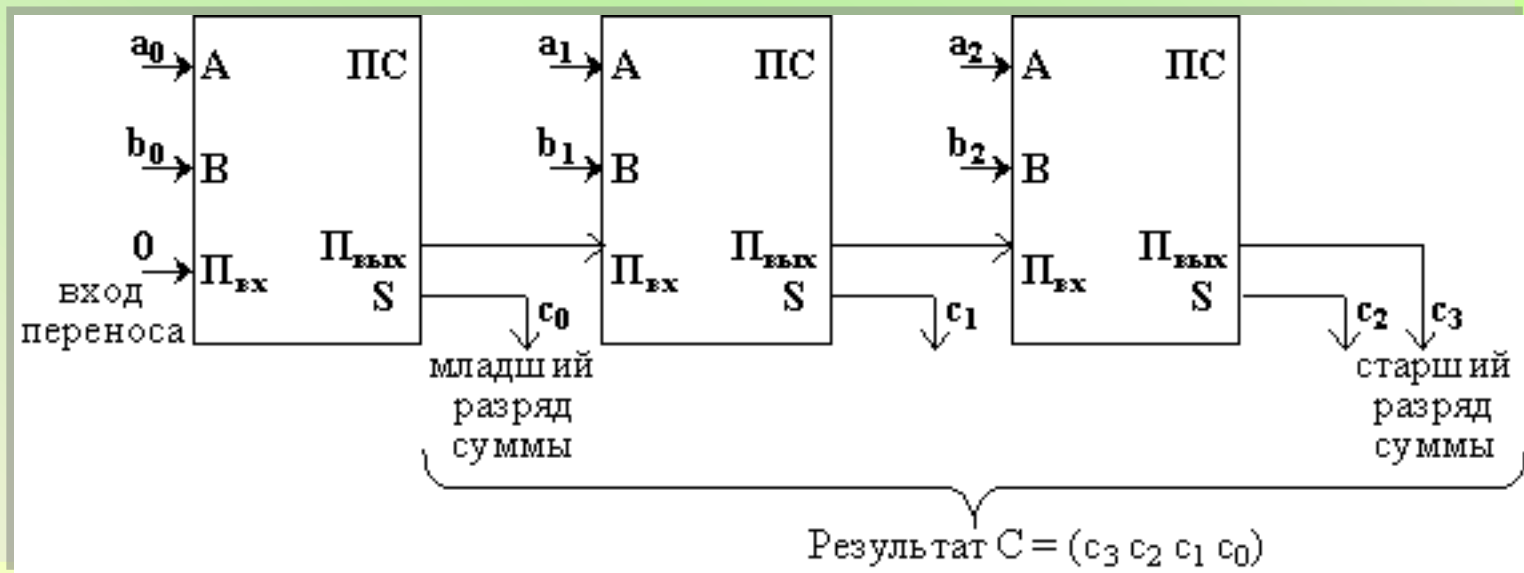 a₀ A ПС a₁ A ПС a₂ A ПС
b₀ B b₁ B b₂ B
0 Пвх Пвых Пвх Пвых Пвх Пвых
вход S c₀ S c₁ S c₂ c₃
переноса
младший старший
разряд разряд
суммы суммы
Результат C = (c₃ c₂ c₁ c₀)